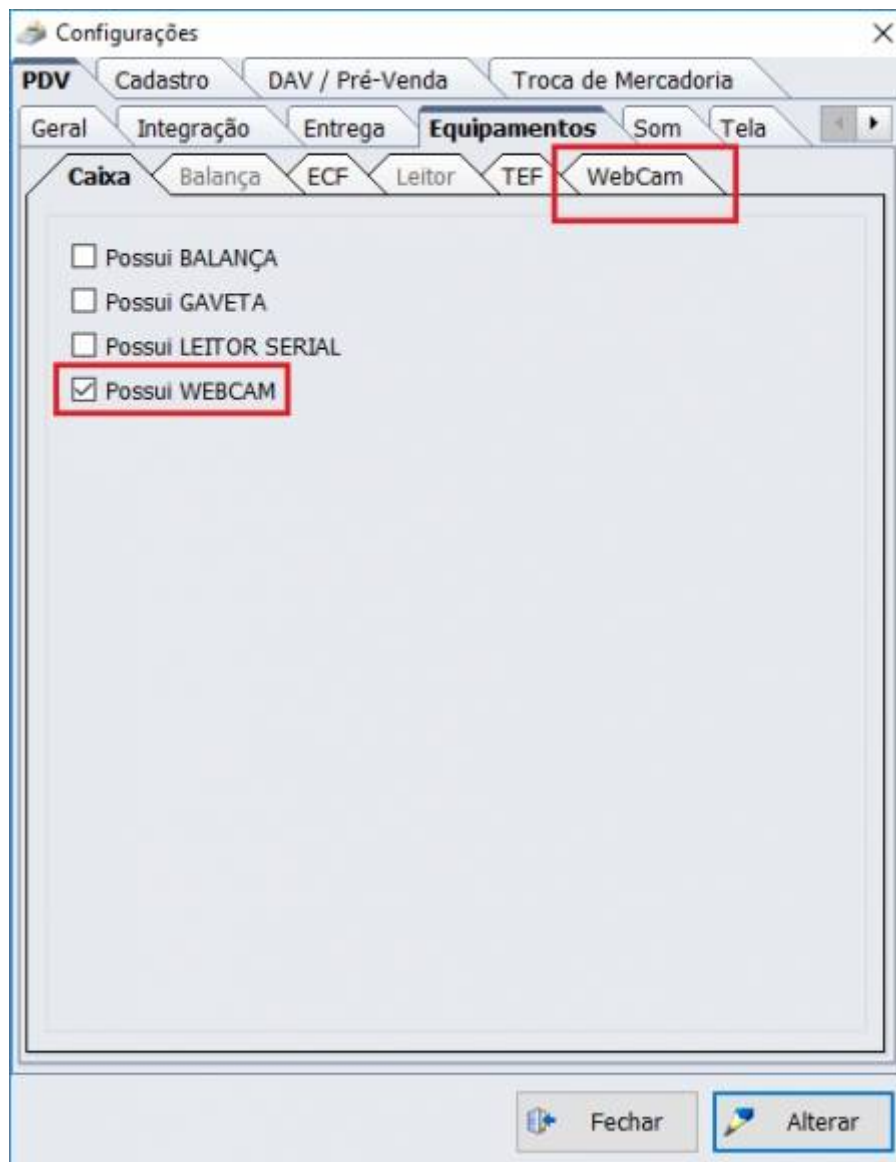 Configurações
PDV Cadastro DAV / Pré-Venda Troca de Mercadoria
Geral Integração Entrega Equipamentos Som Tela
Caixa Balança ECF Leitor TEF WebCam
Possui BALANÇA
Possui GAVETA
Possui LEITOR SERIAL
Possui WEBCAM
Fechar Alterar